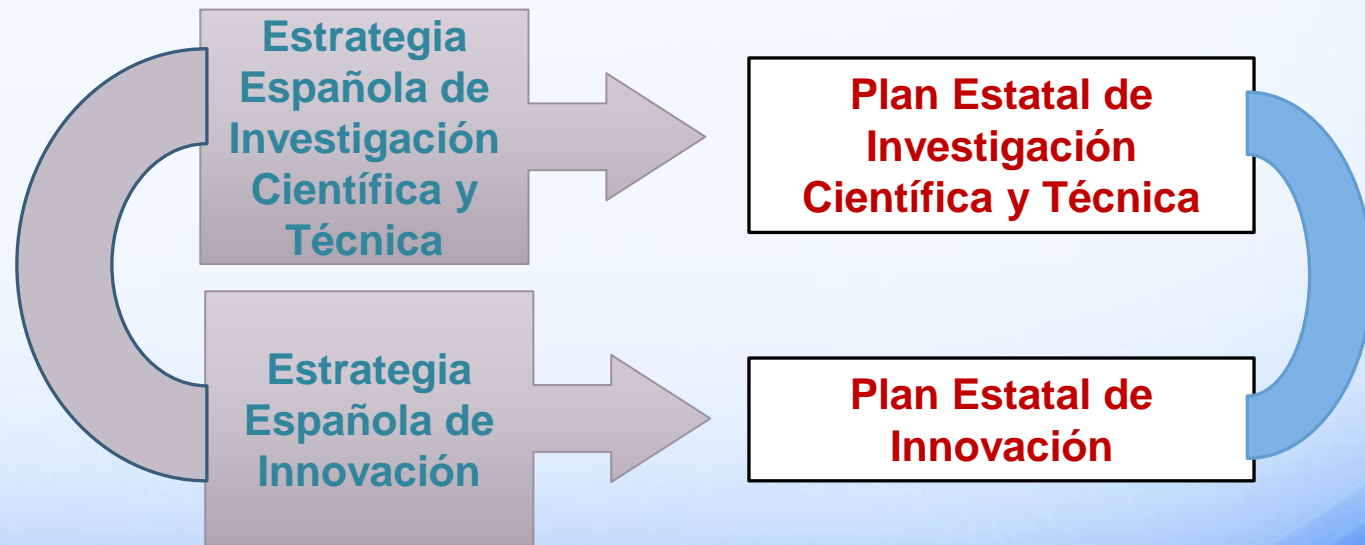 Estrategia
Española de
Investigación
Científica y
Técnica
Plan Estatal de
Investigación
Científica y Técnica
Estrategia
Española de
Innovación
Plan Estatal de
Innovación